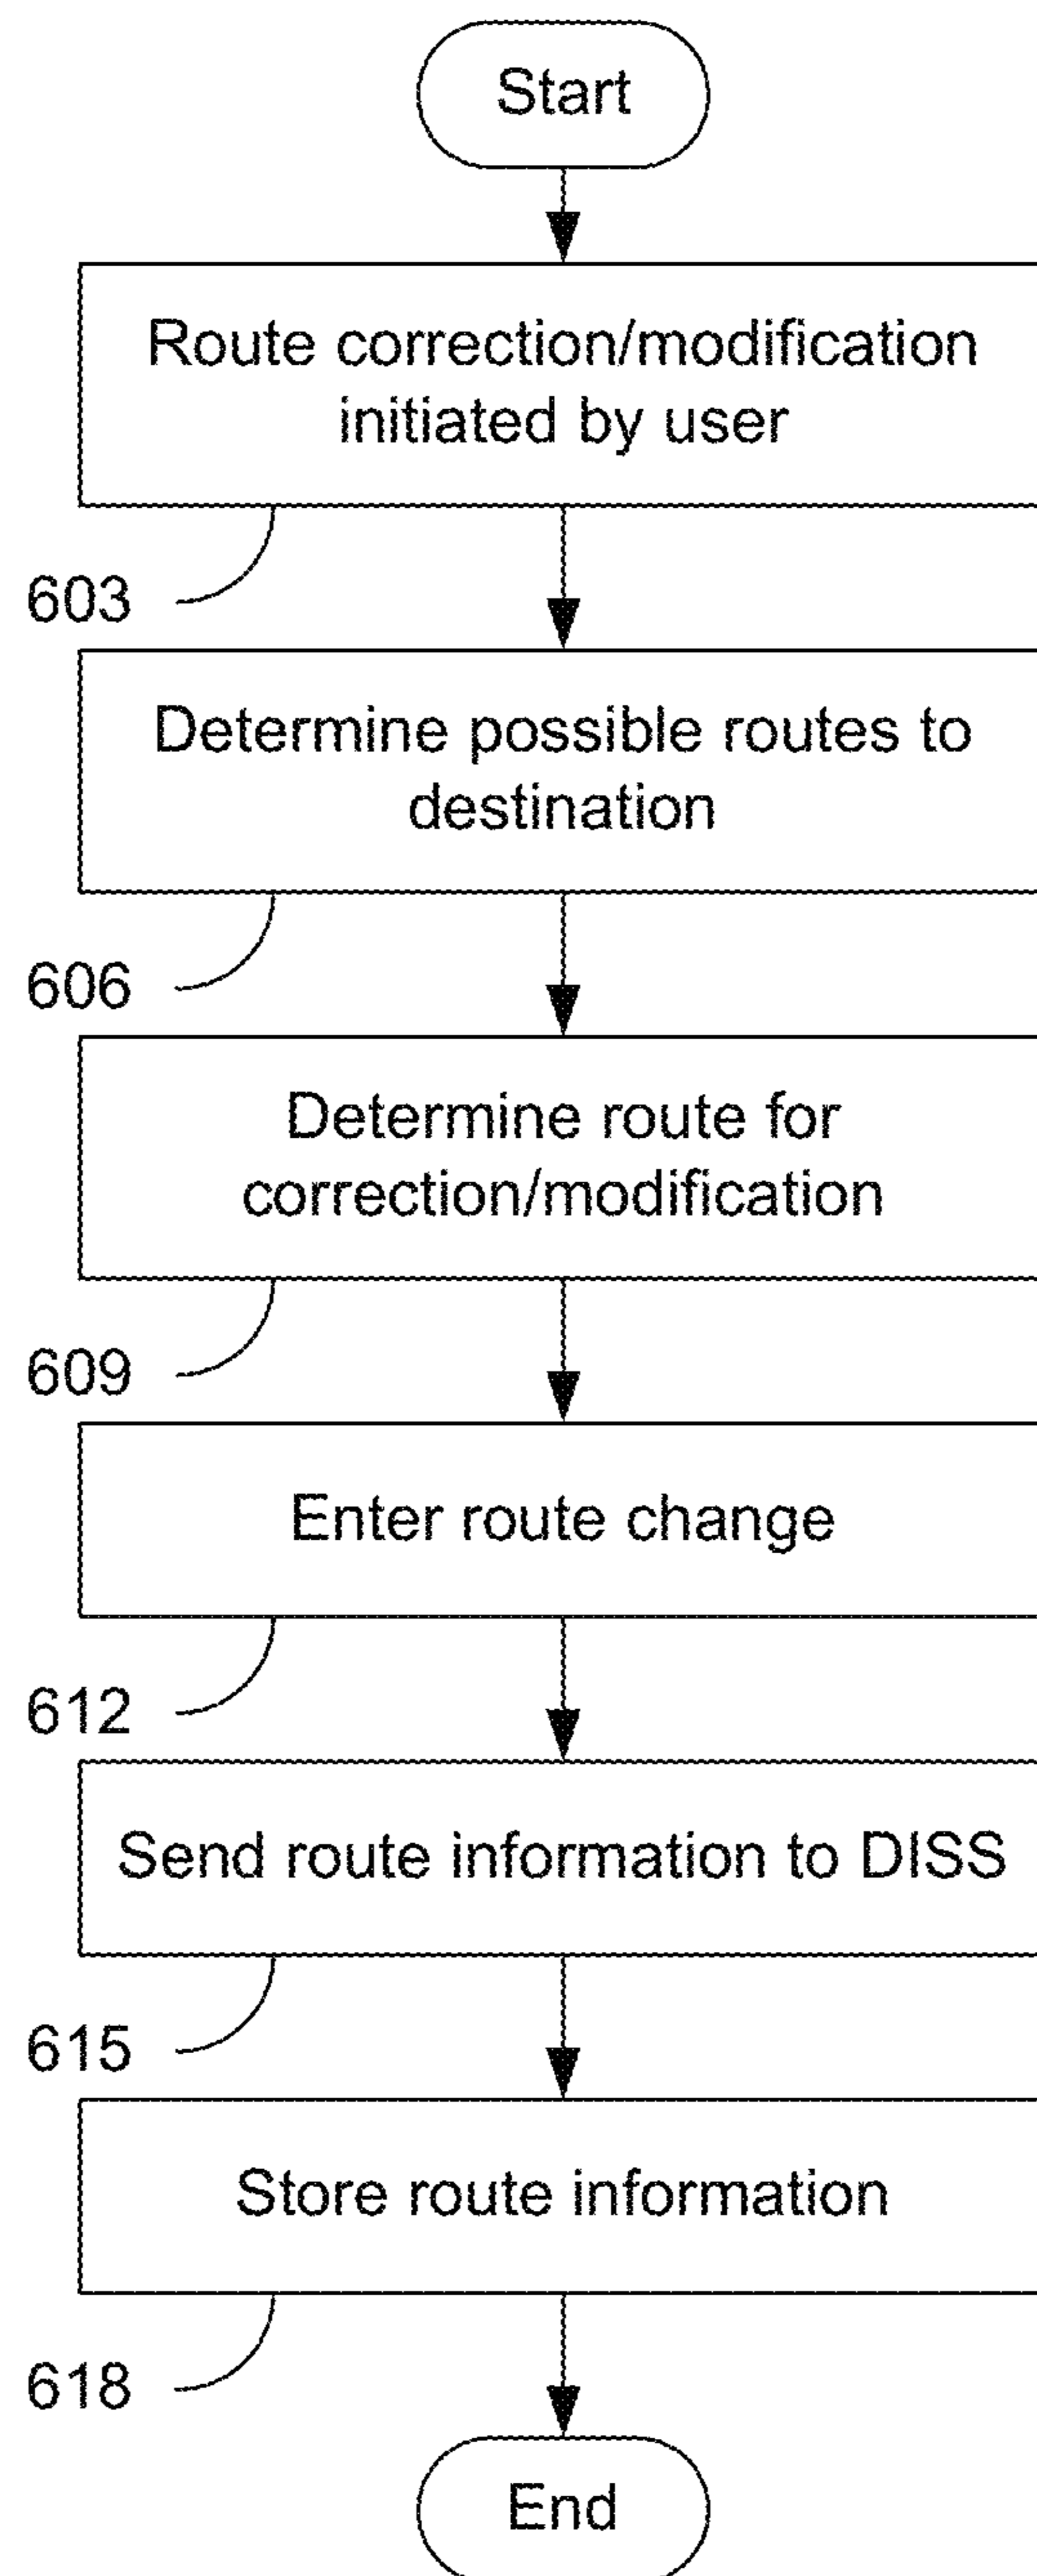 Start
Route correction/modification
initiated by user
603
Determine possible routes to
destination
606
Determine route for
correction/modification
609
Enter route change
612
Send route information to DISS
615
Store route information
618
End